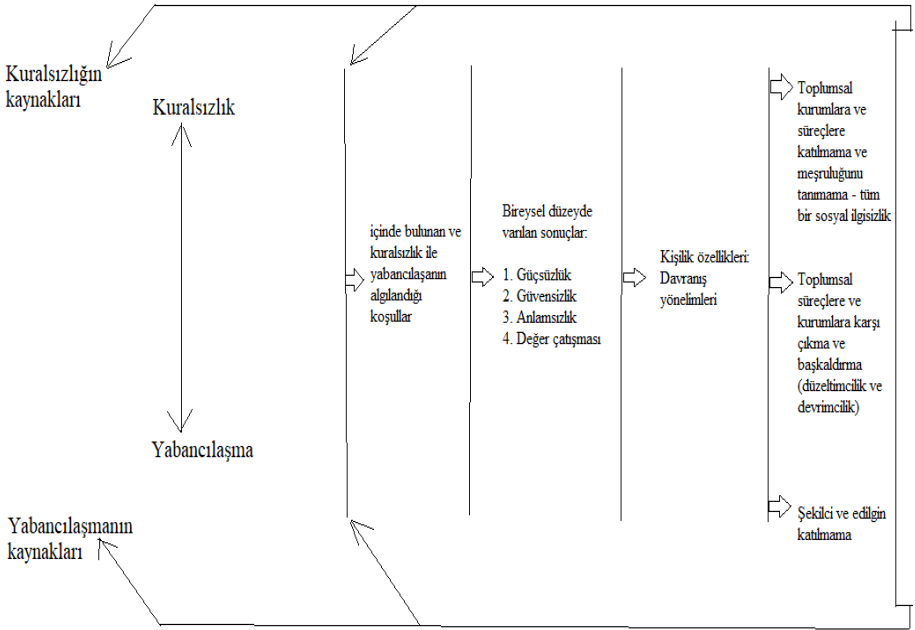 Kuralsızlığın
kaynakları
Kuralsızlık
Yabancılaşma
Yabancılaşmanın
kaynakları
içinde bulunan ve
kuralsızlık ile
yabancılaşanın
algılandığı
koşullar
Bireysel düzeyde
varılan sonuçlar:
1. Güçsüzlük
2. Güvensizlik
3. Anlamsızlık
4. Değer çatışması
Kişilik özellikleri:
Davranış
yönelimleri
Toplumsal
kurumlara ve
süreçlere
katılmama ve
meşruluğunu
tanımama - tüm
bir sosyal ilgisizlik
Toplumsal
süreçlere ve
kurumlara karşı
çıkma ve
başkaldırma
(düzeltimcilik ve
devrimcilik)
Şekilci ve edilgin
katılmama